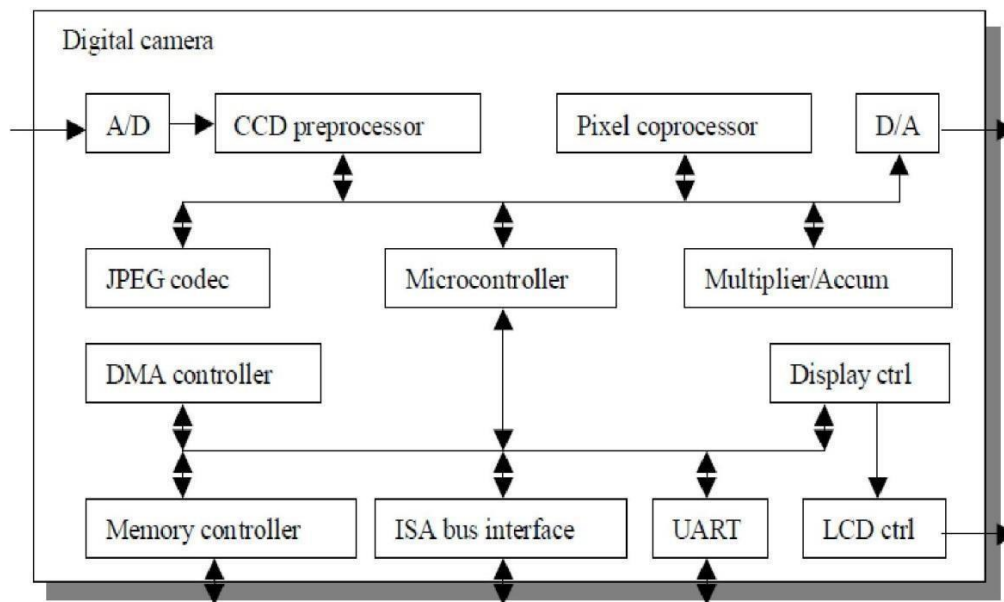 Digital camera
A/D
CCD preprocessor
Pixel coprocessor
D/A
JPEG codec
Microcontroller
Multiplier/Accum
DMA controller
Display ctrl
Memory controller
ISA bus interface
UART
LCD ctrl